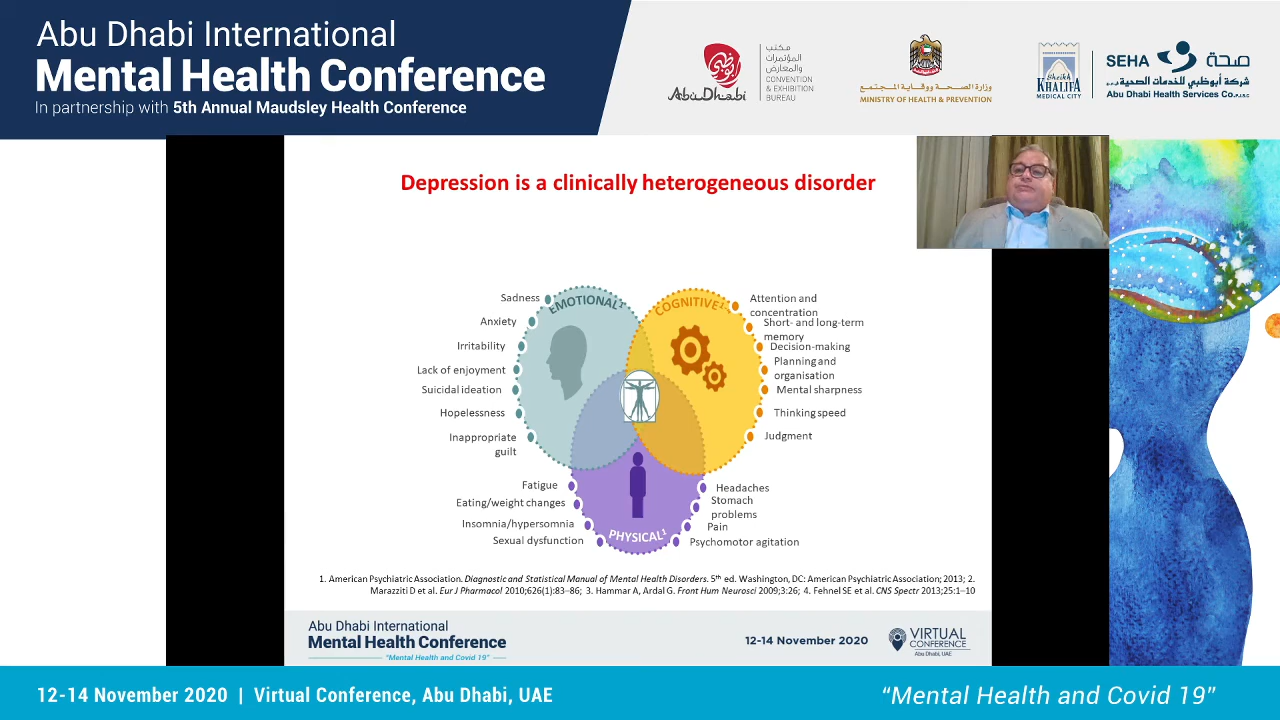 Abu Dhabi International
Mental Health Conference
In partnership with 5th Annual Maudsley Health Conference
Abu Dhabi
مكتب
المؤتمرات
والمعارض
CONVENTION
& EXHIBITION
BUREAU
وزارة الصحة ووقاية المجتمع
MINISTRY OF HEALTH & PREVENTION
Sheikh
KHALIFA
MEDICAL CITY
SEHA صحة
شركة أبوظبي للخدمات الصحية ش.م.ع
Abu Dhabi Health Services Co. P.J.S.C
Depression is a clinically heterogeneous disorder
EMOTIONAL¹
Sadness
Anxiety
Irritability
Lack of enjoyment
Suicidal ideation
Hopelessness
Inappropriate
guilt
Attention and
concentration
Short- and long-term
memory
Decision-making
Planning and
organisation
Mental sharpness
Thinking speed
Judgment
Fatigue
Eating/weight changes
Insomnia/hypersomnia
Sexual dysfunction
PHYSICAL¹
Headaches
Stomach
problems
Pain
Psychomotor agitation
1. American Psychiatric Association. Diagnostic and Statistical Manual of Mental Health Disorders. 5th ed. Washington, DC: American Psychiatric Association; 2013; 2.
Marazziti D et al. Eur J Pharmacol 2010;626(1):83–86; 3. Hammar A, Ardal G. Front Hum Neurosci 2009;3:26; 4. Fehnel SE et al. CNS Spectr 2013;25:1–10
Abu Dhabi International
Mental Health Conference
"Mental Health and Covid 19"
12-14 November 2020
VIRTUAL
CONFERENCE
Abu Dhabi, UAE
12-14 November 2020 | Virtual Conference, Abu Dhabi, UAE
“Mental Health and Covid 19”